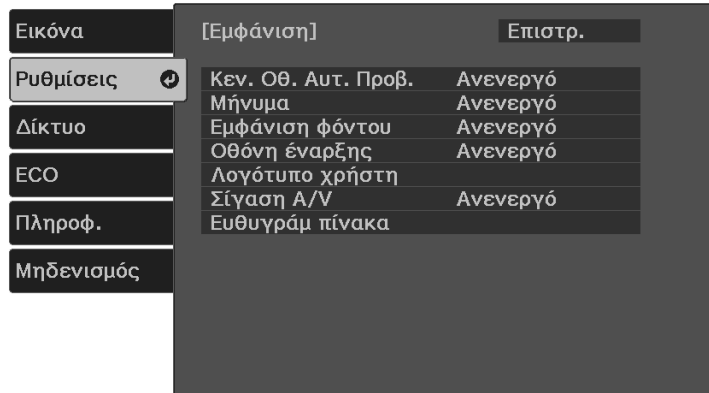 Εικόνα
Ρυθμίσεις
Δίκτυο
ECO
Πληροφ.
Μηδενισμός
[Εμφάνιση] Επιστρ.
Κεν. Οθ. Αυτ. Προβ. Ανενεργό
Μήνυμα Ανενεργό
Εμφάνιση φόντου Ανενεργό
Οθόνη έναρξης Ανενεργό
Λογότυπο χρήστη
Σίγαση A/V Ανενεργό
Ευθυγράμ πίνακα